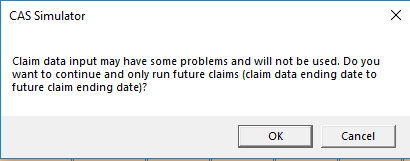 CAS Simulator
Claim data input may have some problems and will not be used. Do you
want to continue and only run future claims (claim data ending date to
future claim ending date)?
OK
Cancel